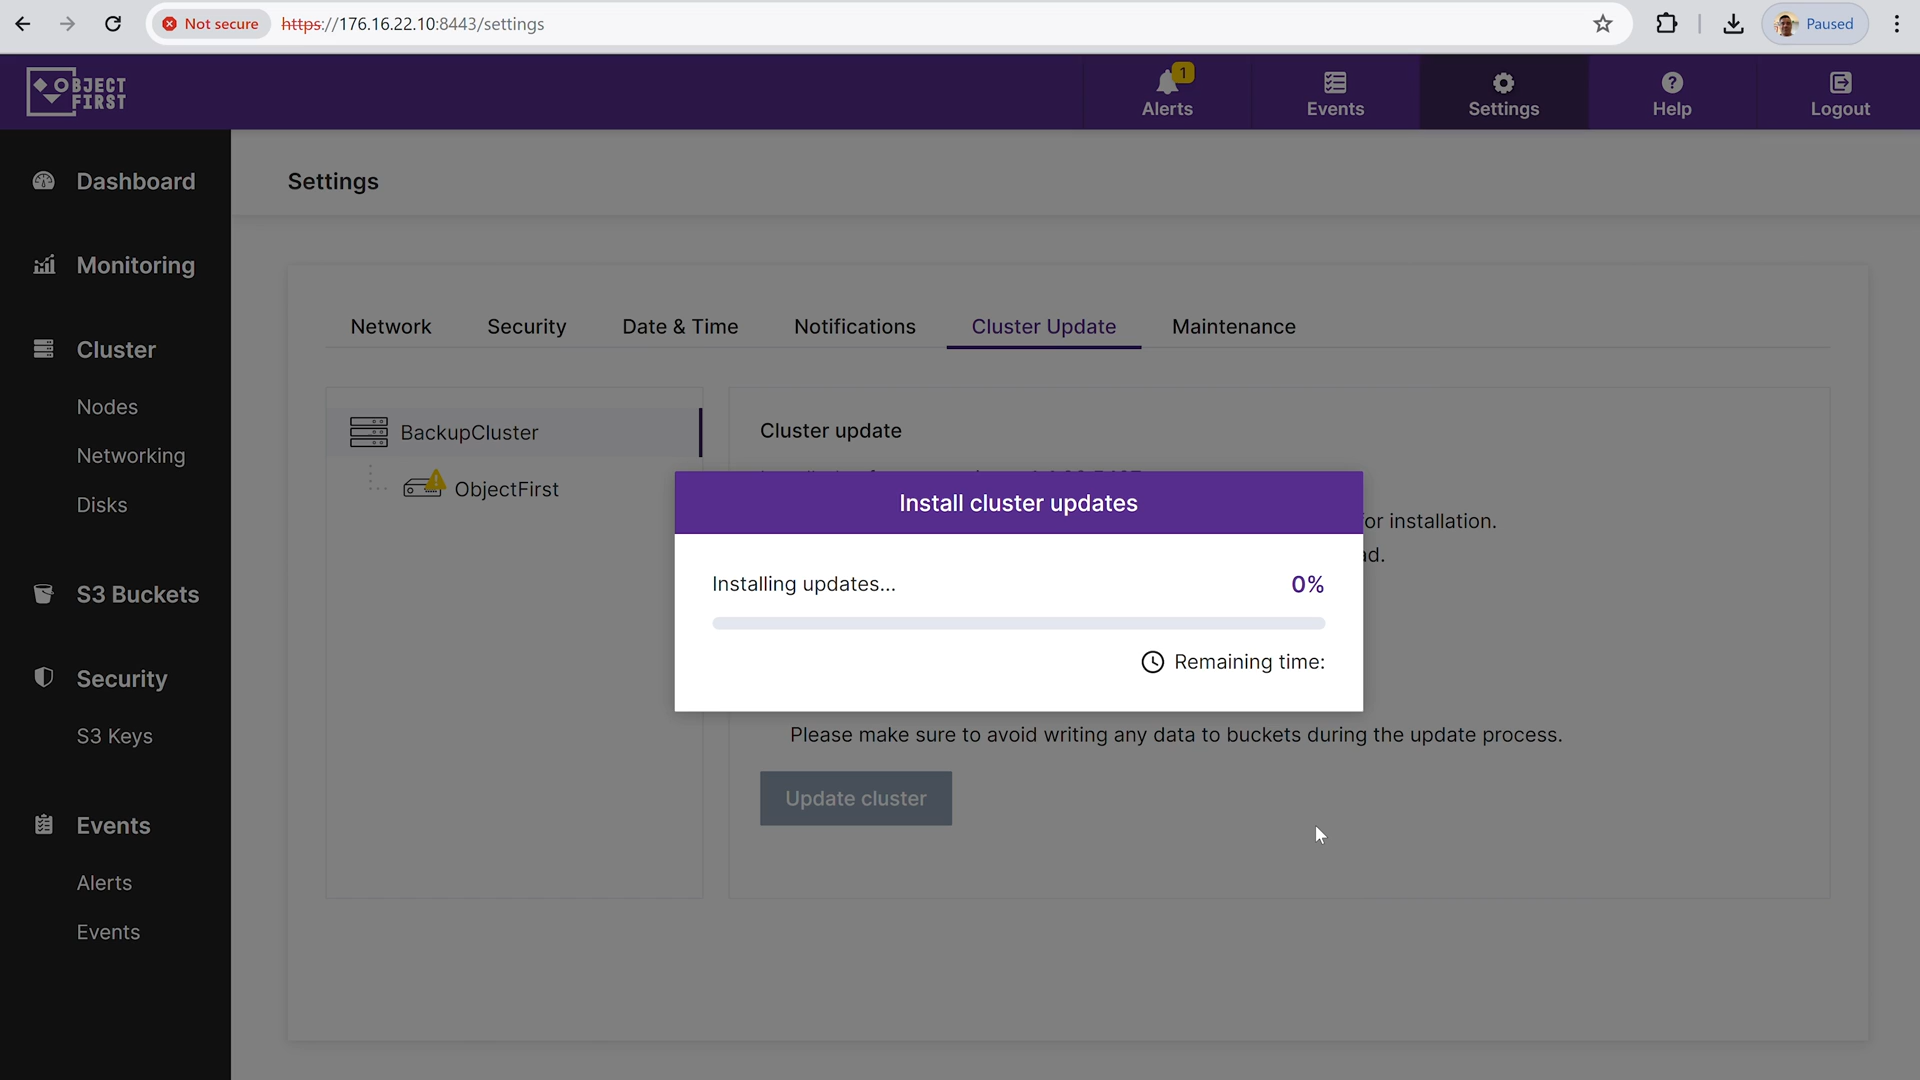 Not secure https://176.16.22.10:8443/settings Paused
OBJECT
FIRST
1
Alerts Events Settings Help Logout
Dashboard
Monitoring
Cluster
Nodes
Networking
Disks
S3 Buckets
Security
S3 Keys
Events
Alerts
Events
Settings
Network Security Date & Time Notifications Cluster Update Maintenance
BackupCluster
ObjectFirst
Cluster update
for installation.
Install cluster updates
Installing updates... 0%
Remaining time:
Please make sure to avoid writing any data to buckets during the update process.
Update cluster